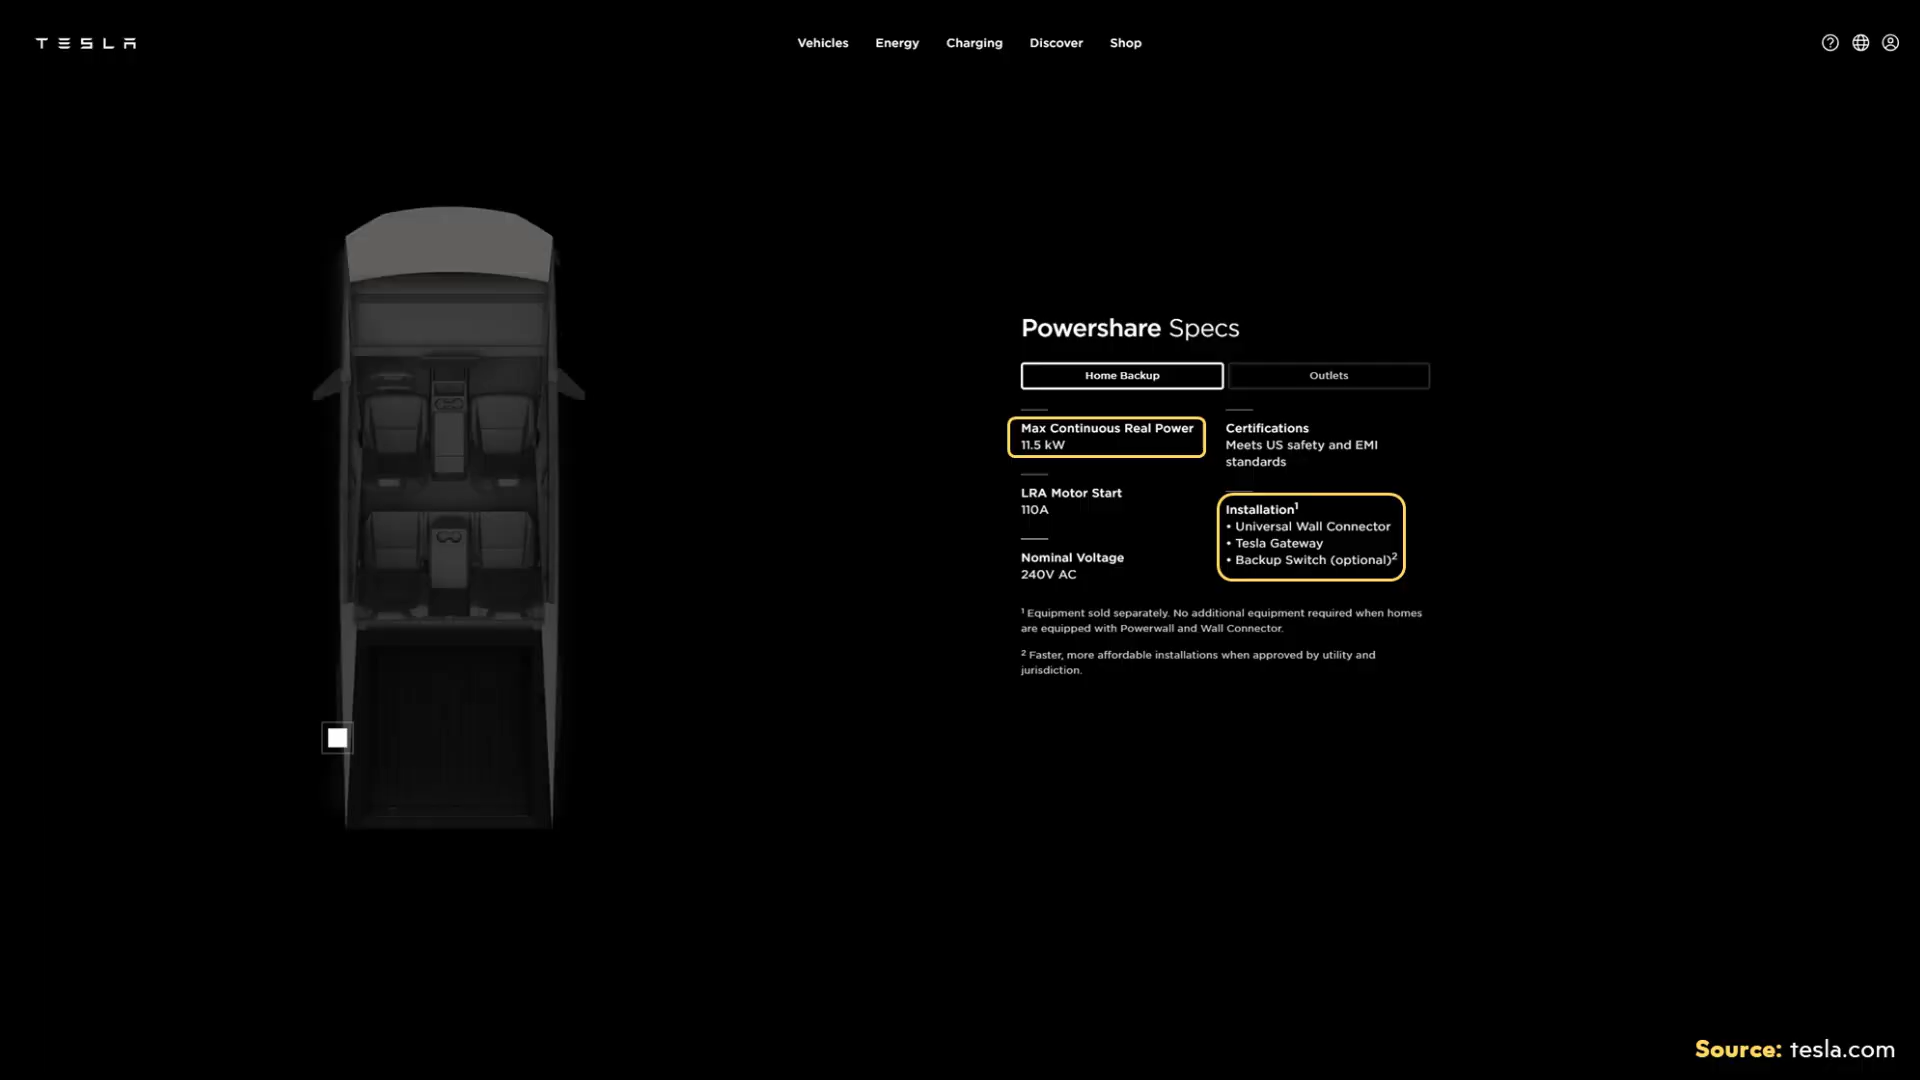 TESLA
Vehicles Energy Charging Discover Shop
Powershare Specs
Home Backup
Outlets
Max Continuous Real Power
11.5 kW
LRA Motor Start
110A
Nominal Voltage
240V AC
Certifications
Meets US safety and EMI
standards
Installation¹
• Universal Wall Connector
• Tesla Gateway
• Backup Switch (optional)²
¹ Equipment sold separately. No additional equipment required when homes
are equipped with Powerwall and Wall Connector.
² Faster, more affordable installations when approved by utility and
jurisdiction.
Source: tesla.com